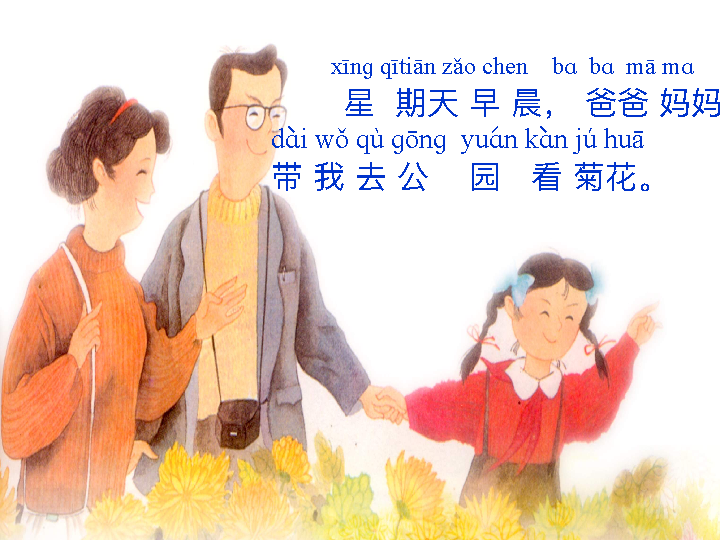 xīng qītiān zǎo chen bɑ bɑ mā mɑ
星 期天 早 晨， 爸爸 妈妈
dài wǒ qù gōng yuán kàn jú huā
带 我 去 公 园 看 菊花。